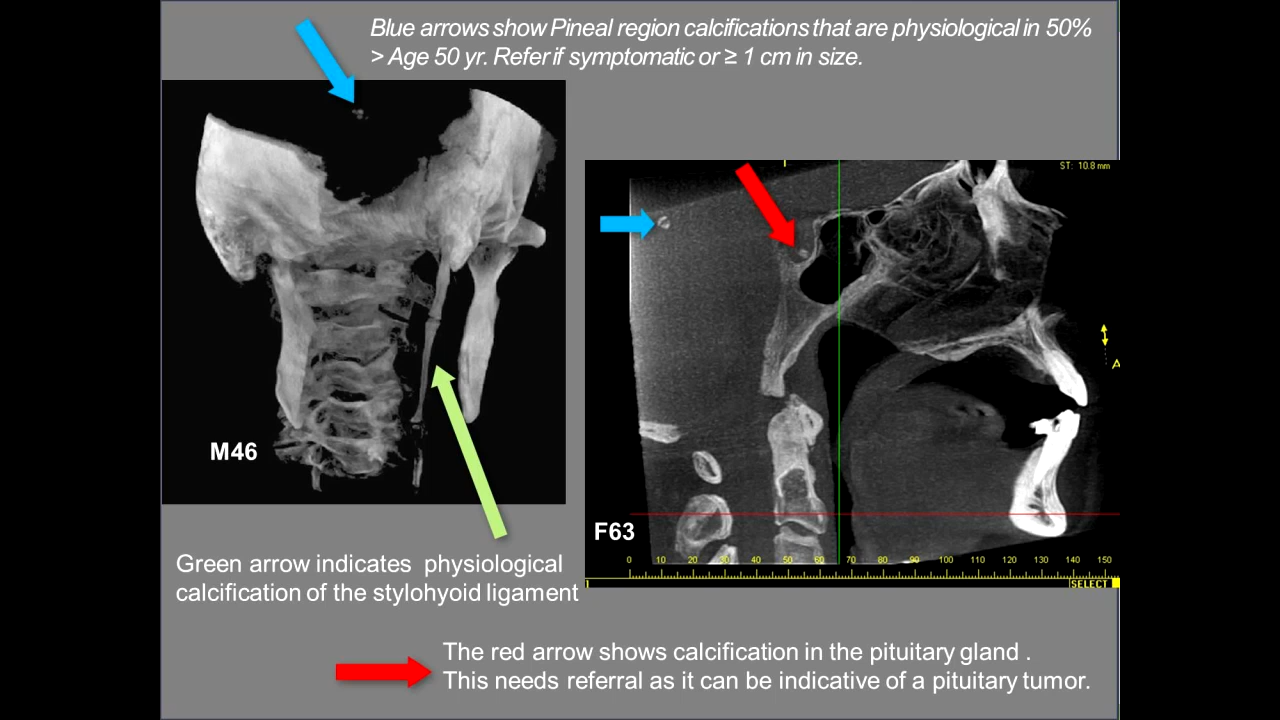 Blue arrows show Pineal region calcifications that are physiological in 50%
> Age 50 yr. Refer if symptomatic or ≥ 1 cm in size.
ST: 10.8 mm
A
M46
F63
0 10 20 30 40 50 60 70 80 90 100 110 120 130 140 150
SELECT
Green arrow indicates physiological
calcification of the stylohyoid ligament
The red arrow shows calcification in the pituitary gland .
This needs referral as it can be indicative of a pituitary tumor.